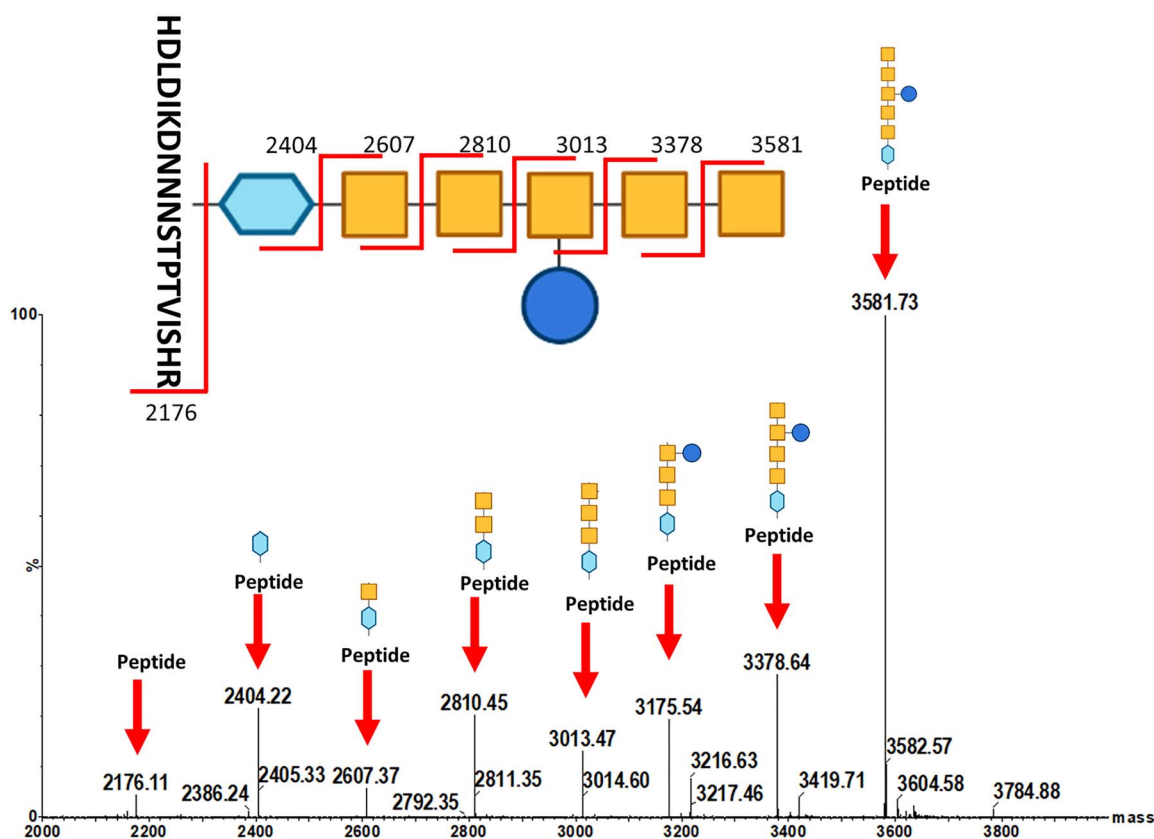 HDLDIKDNNNSTPTVISHR
2404 2607 2810 3013 3378 3581
2176
Peptide
3581.73
100
%
0
Peptide
2176.11
Peptide
2404.22
2386.24
2405.33
Peptide
2607.37
Peptide
2810.45
2792.35
2811.35
Peptide
3013.47
3014.60
Peptide
3175.54
3216.63
3217.46
Peptide
3378.64
3419.71
3582.57
3604.58
3784.88
2000 2200 2400 2600 2800 3000 3200 3400 3600 3800 mass